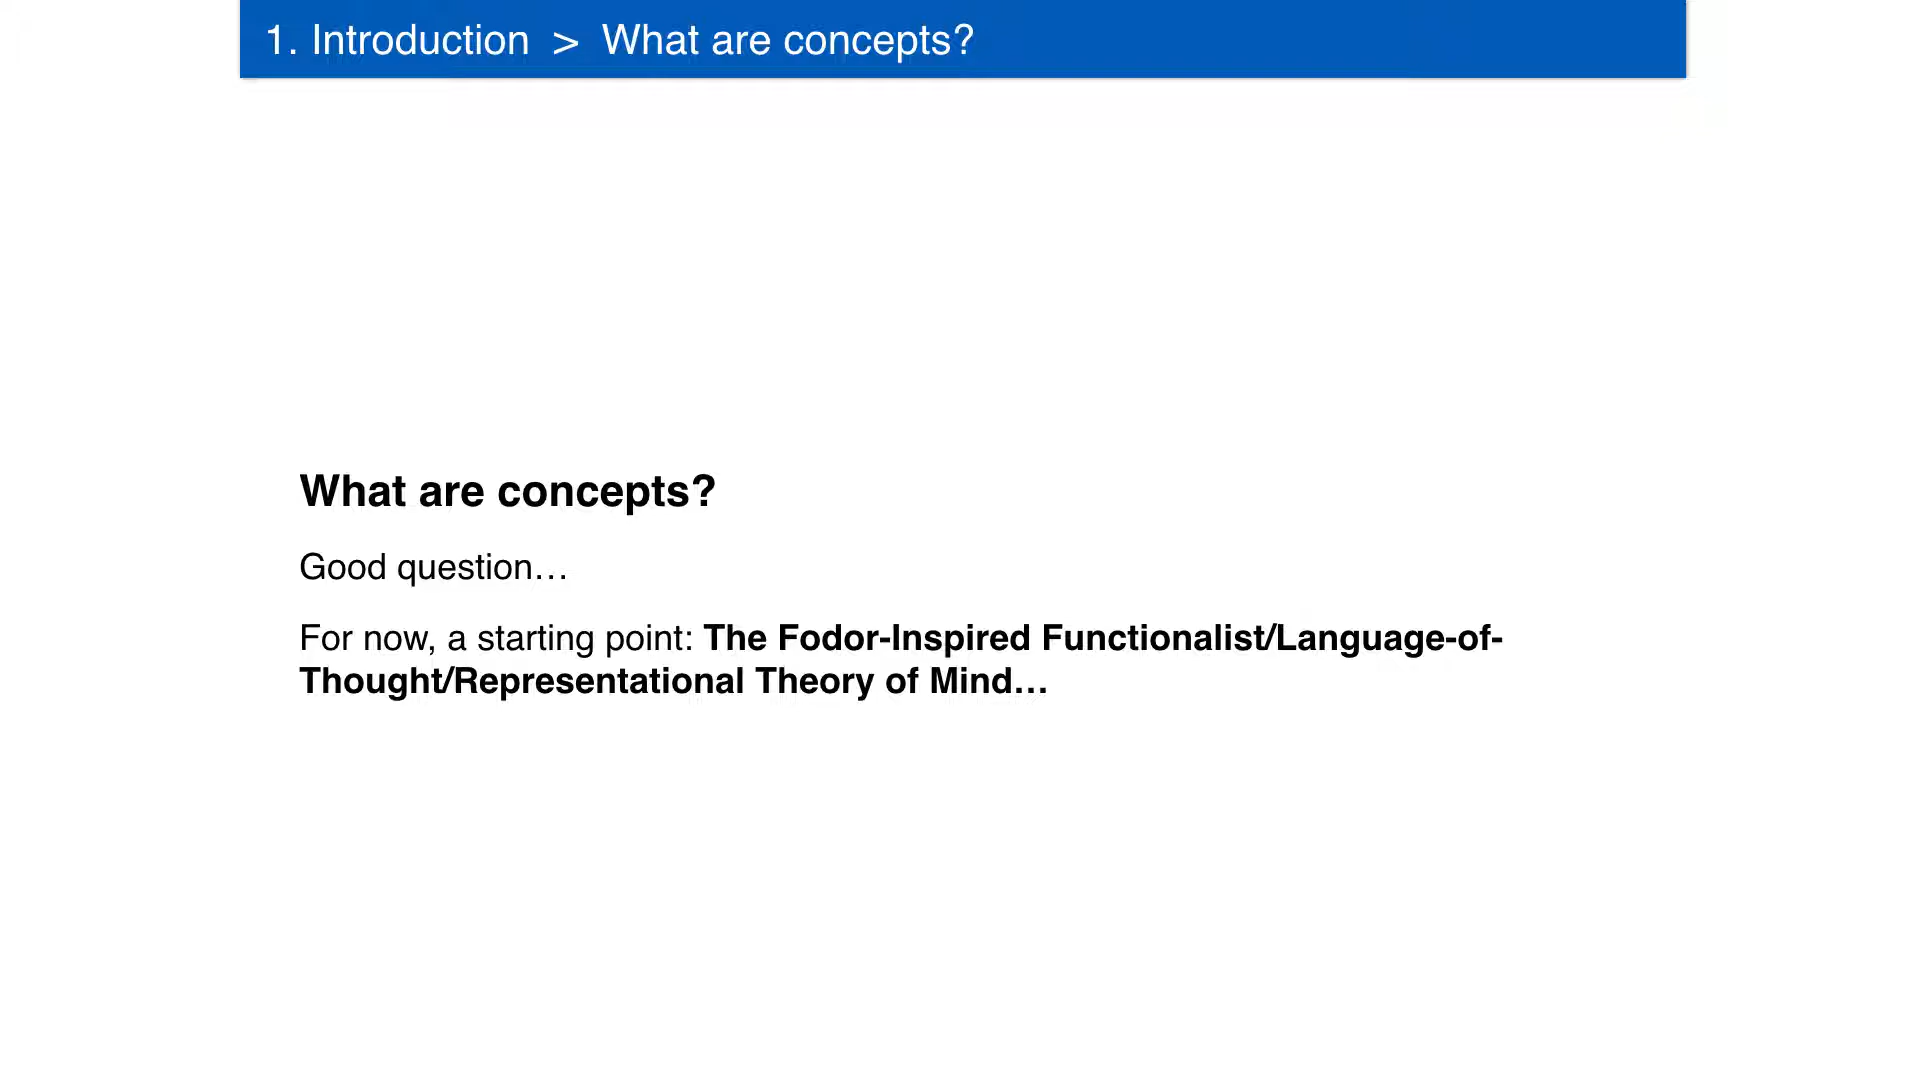 1. Introduction > What are concepts?
What are concepts?
Good question…
For now, a starting point: The Fodor-Inspired Functionalist/Language-of-
Thought/Representational Theory of Mind…